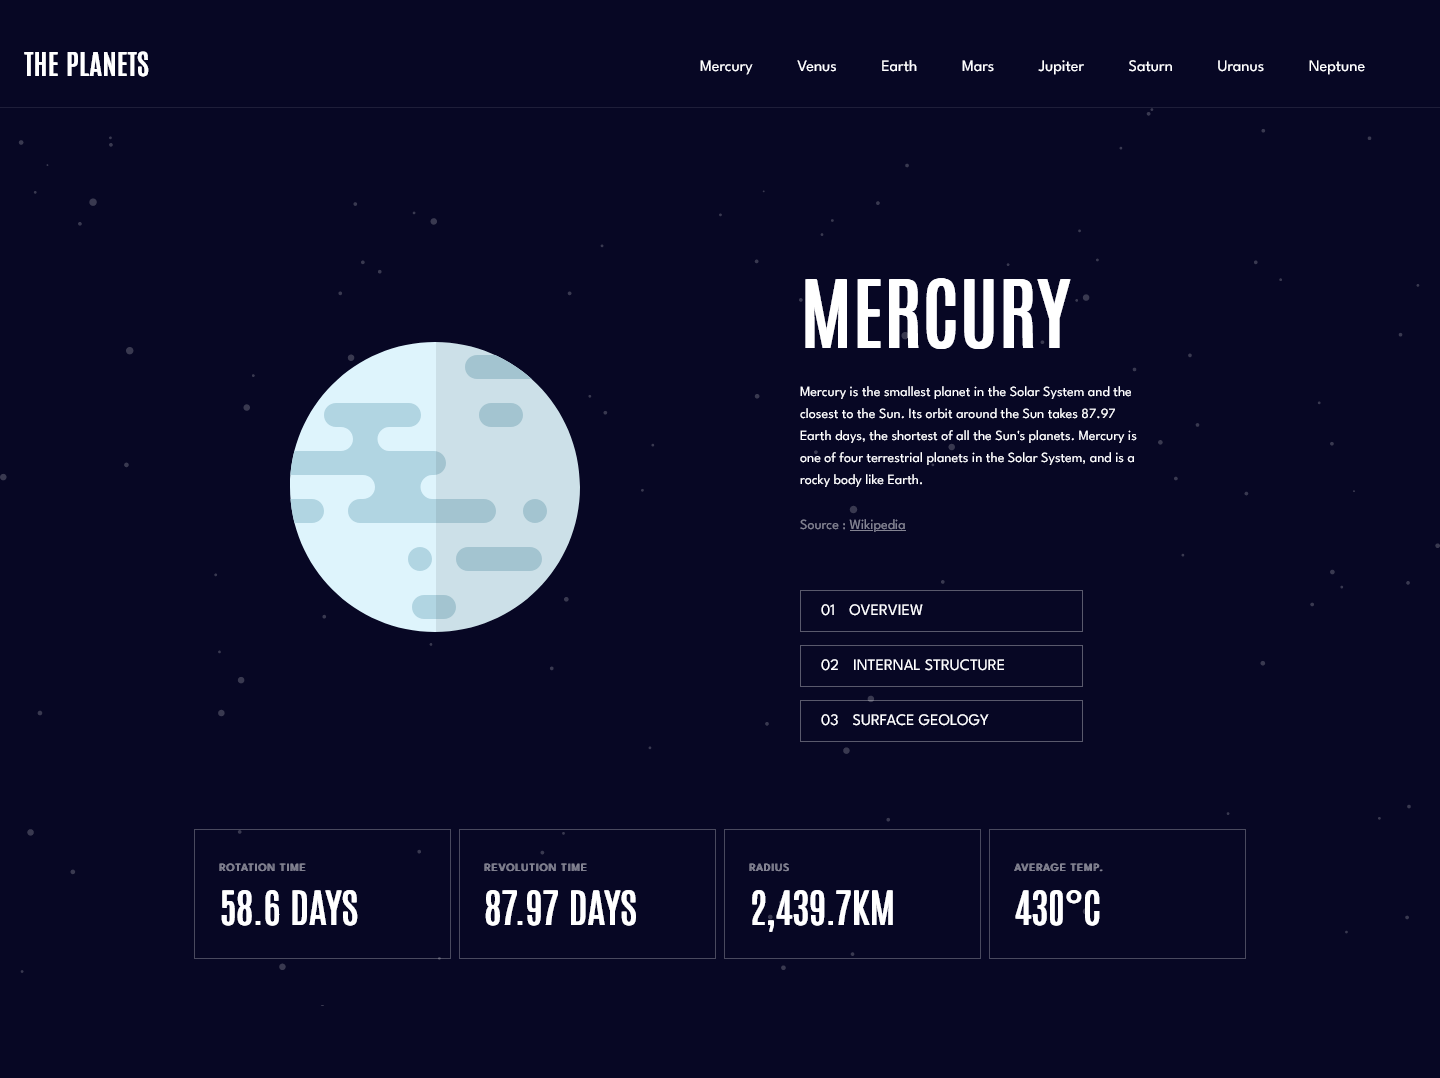 THE PLANETS
Mercury Venus Earth Mars Jupiter Saturn Uranus Neptune
MERCURY
Mercury is the smallest planet in the Solar System and the
closest to the Sun. Its orbit around the Sun takes 87.97
Earth days, the shortest of all the Sun's planets. Mercury is
one of four terrestrial planets in the Solar System, and is a
rocky body like Earth.
Source : Wikipedia
01 OVERVIEW
02 INTERNAL STRUCTURE
03 SURFACE GEOLOGY
ROTATION TIME
58.6 DAYS
REVOLUTION TIME
87.97 DAYS
RADIUS
2,439.7KM
AVERAGE TEMP.
430°C